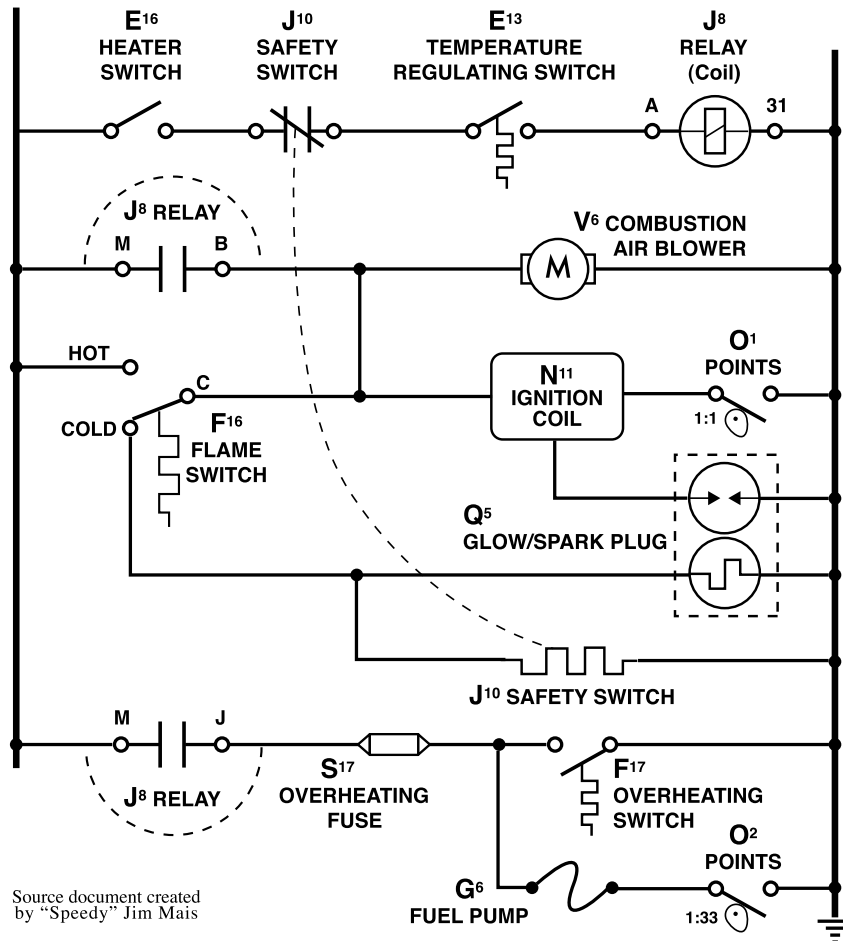 E16
HEATER
SWITCH
J10
SAFETY
SWITCH
E13
TEMPERATURE
REGULATING SWITCH
J8
RELAY
(Coil)
A
31
J8 RELAY
M
B
V6 COMBUSTION
AIR BLOWER
M
HOT
C
COLD
F16
FLAME
SWITCH
N11
IGNITION
COIL
O1
POINTS
1:1
Q5
GLOW/SPARK PLUG
J10 SAFETY SWITCH
M
J
J8 RELAY
S17
OVERHEATING
FUSE
F17
OVERHEATING
SWITCH
O2
POINTS
1:33
G6
FUEL PUMP
Source document created
by “Speedy” Jim Mais